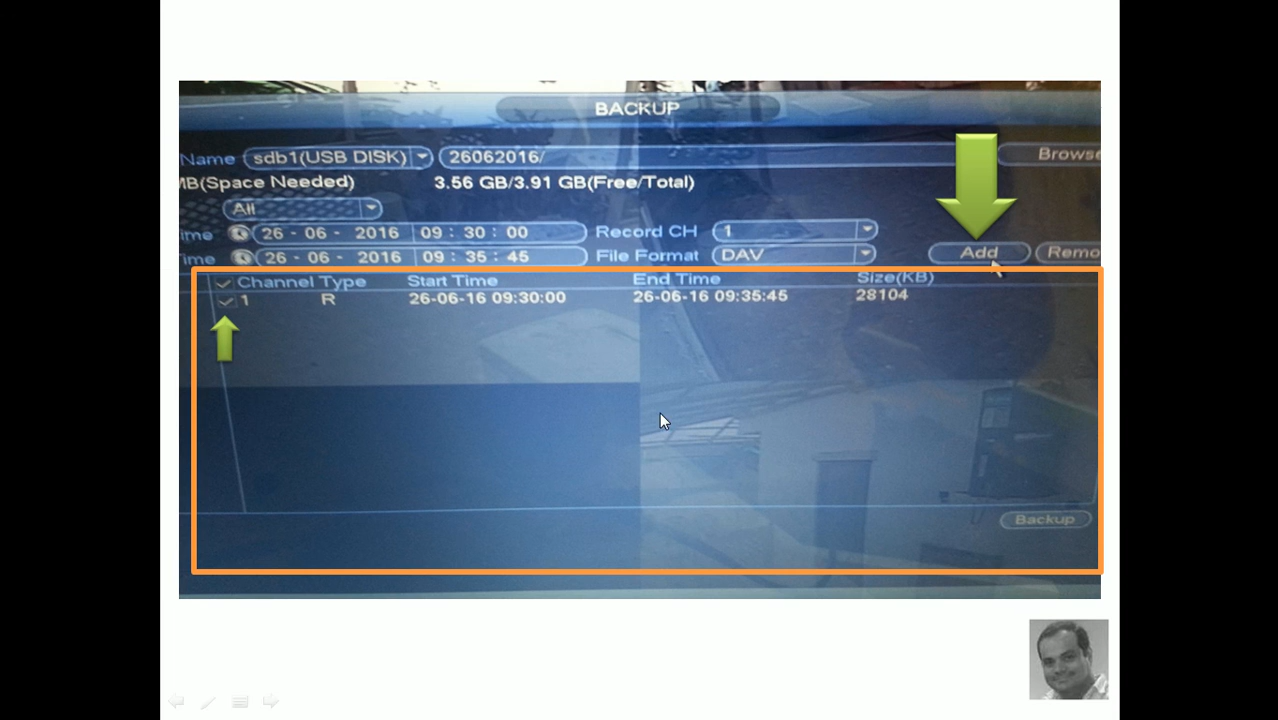 BACKUP
Name sdb1(USB DISK) 26062016/ Browse
MB(Space Needed) 3.56 GB/3.91 GB(Free/Total)
All
ime 26 - 06 - 2016 09 : 30 : 00 Record CH 1
Time 26 - 06 - 2016 09 : 35 : 45 File Format DAV Add Remo
Channel Type Start Time End Time Size(KB)
1 R 26-06-16 09:30:00 26-06-16 09:35:45 28104
Backup